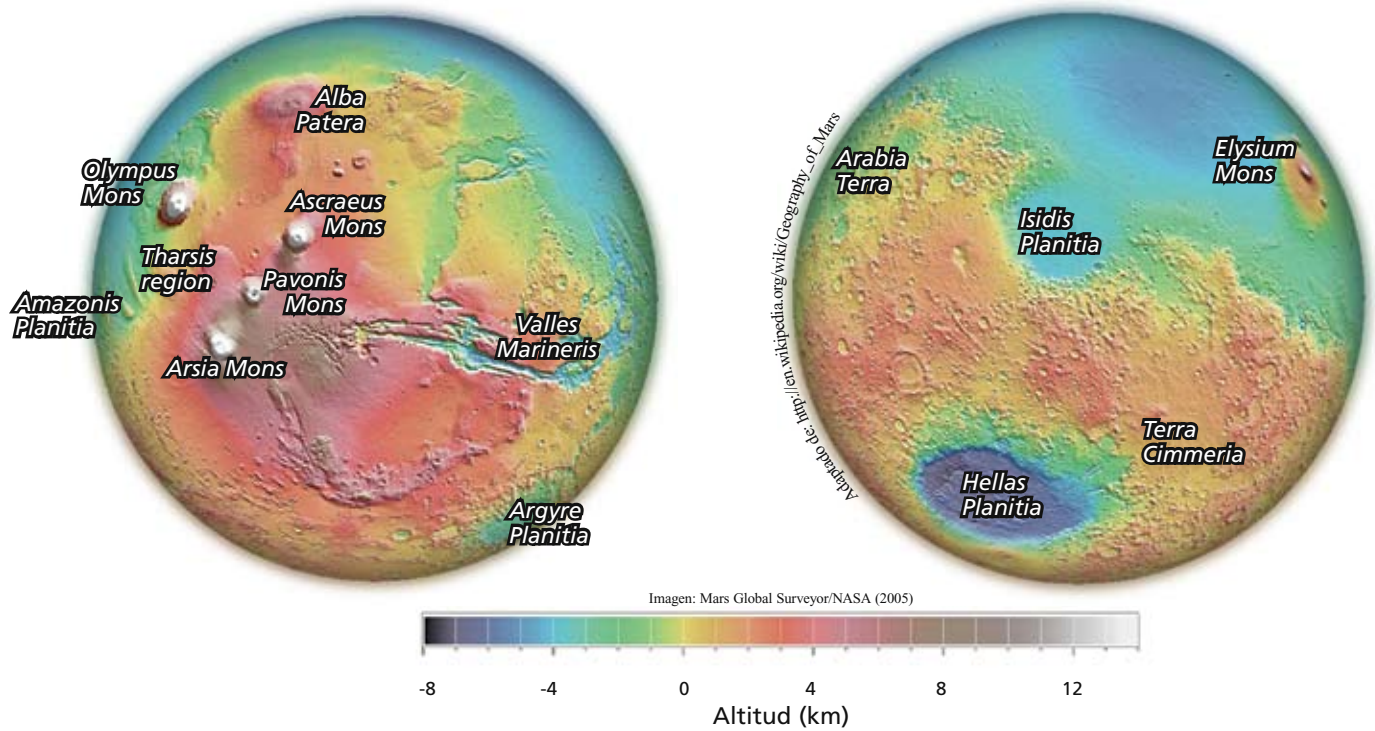 Alba
Patera
Olympus
Mons
Ascraeus
Mons
Tharsis
region
Pavonis
Mons
Amazonis
Planitia
Arsia Mons
Valles
Marineris
Argyre
Planitia
Adaptado de: http://en.wikipedia.org/wiki/Geography_of_Mars
Arabia
Terra
Elysium
Mons
Isidis
Planitia
Terra
Cimmeria
Hellas
Planitia
Imagen: Mars Global Surveyor/NASA (2005)
-8 -4 0 4 8 12
Altitud (km)